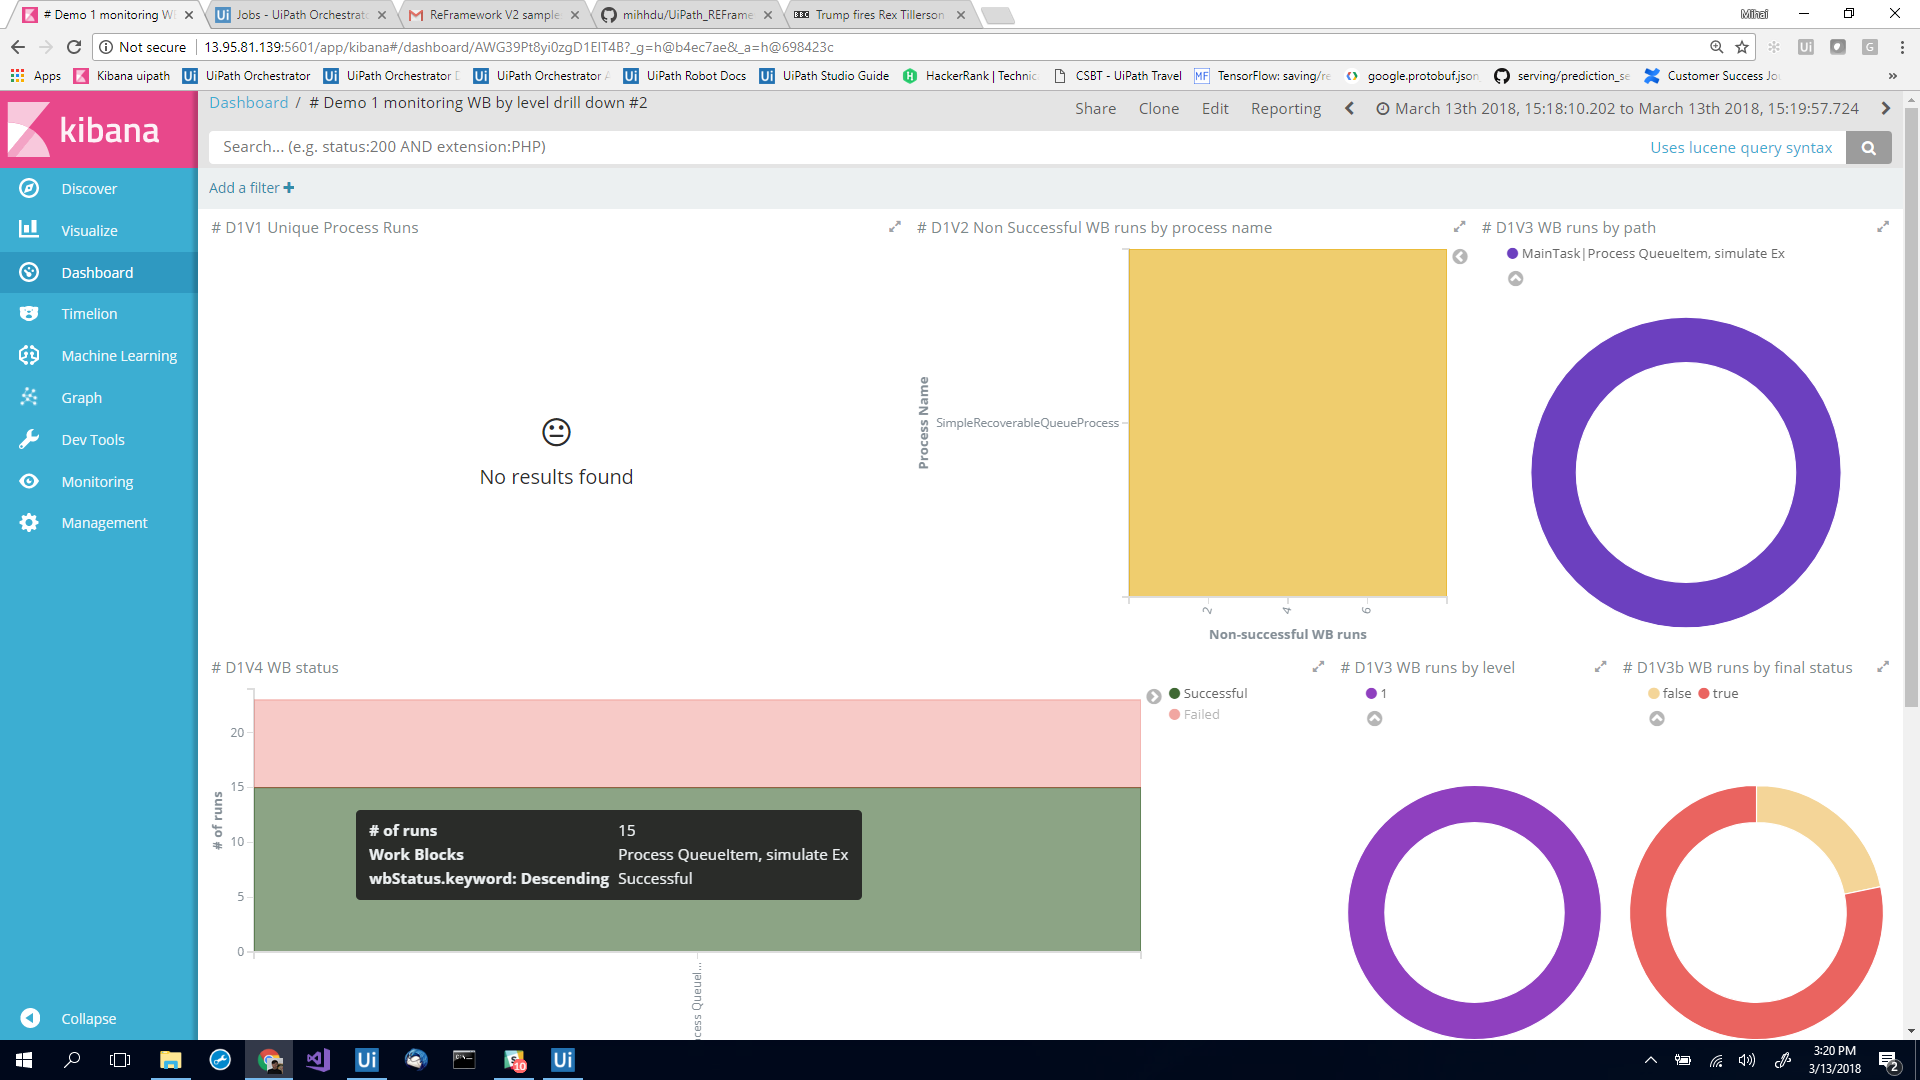 # Demo 1 monitoring WI
Jobs - UiPath Orchestrato
ReFramework V2 sample
mihhdu/UiPath_REFrame
BBC Trump fires Rex Tillerson
Mihai
Not secure 13.95.81.139:5601/app/kibana#/dashboard/AWG39Pt8yi0zgD1EIT4B?_g=h@b4ec7ae&_a=h@698423c
Apps Kibana uipath UiPath Orchestrator UiPath Orchestrator D UiPath Orchestrator A UiPath Robot Docs UiPath Studio Guide HackerRank | Technic CSBT - UiPath Travel MF TensorFlow: saving/re google.protobuf.json serving/prediction_se Customer Success Jou »
kibana
Discover
Visualize
Dashboard
Timelion
Machine Learning
Graph
Dev Tools
Monitoring
Management
Collapse
Dashboard / # Demo 1 monitoring WB by level drill down #2
Share Clone Edit Reporting March 13th 2018, 15:18:10.202 to March 13th 2018, 15:19:57.724
Search... (e.g. status:200 AND extension:PHP) Uses lucene query syntax
Add a filter
# D1V1 Unique Process Runs
No results found
# D1V2 Non Successful WB runs by process name
Process Name
SimpleRecoverableQueueProcess
2 4 6
Non-successful WB runs
# D1V3 WB runs by path
MainTask|Process QueueItem, simulate Ex
# D1V4 WB status
# of runs
20
15
10
5
0
# of runs 15
Work Blocks Process QueueItem, simulate Ex
wbStatus.keyword: Descending Successful
ocess Queuel...
Successful
Failed
# D1V3 WB runs by level
1
# D1V3b WB runs by final status
false true
Ui Ui
10
3:20 PM
3/13/2018
2